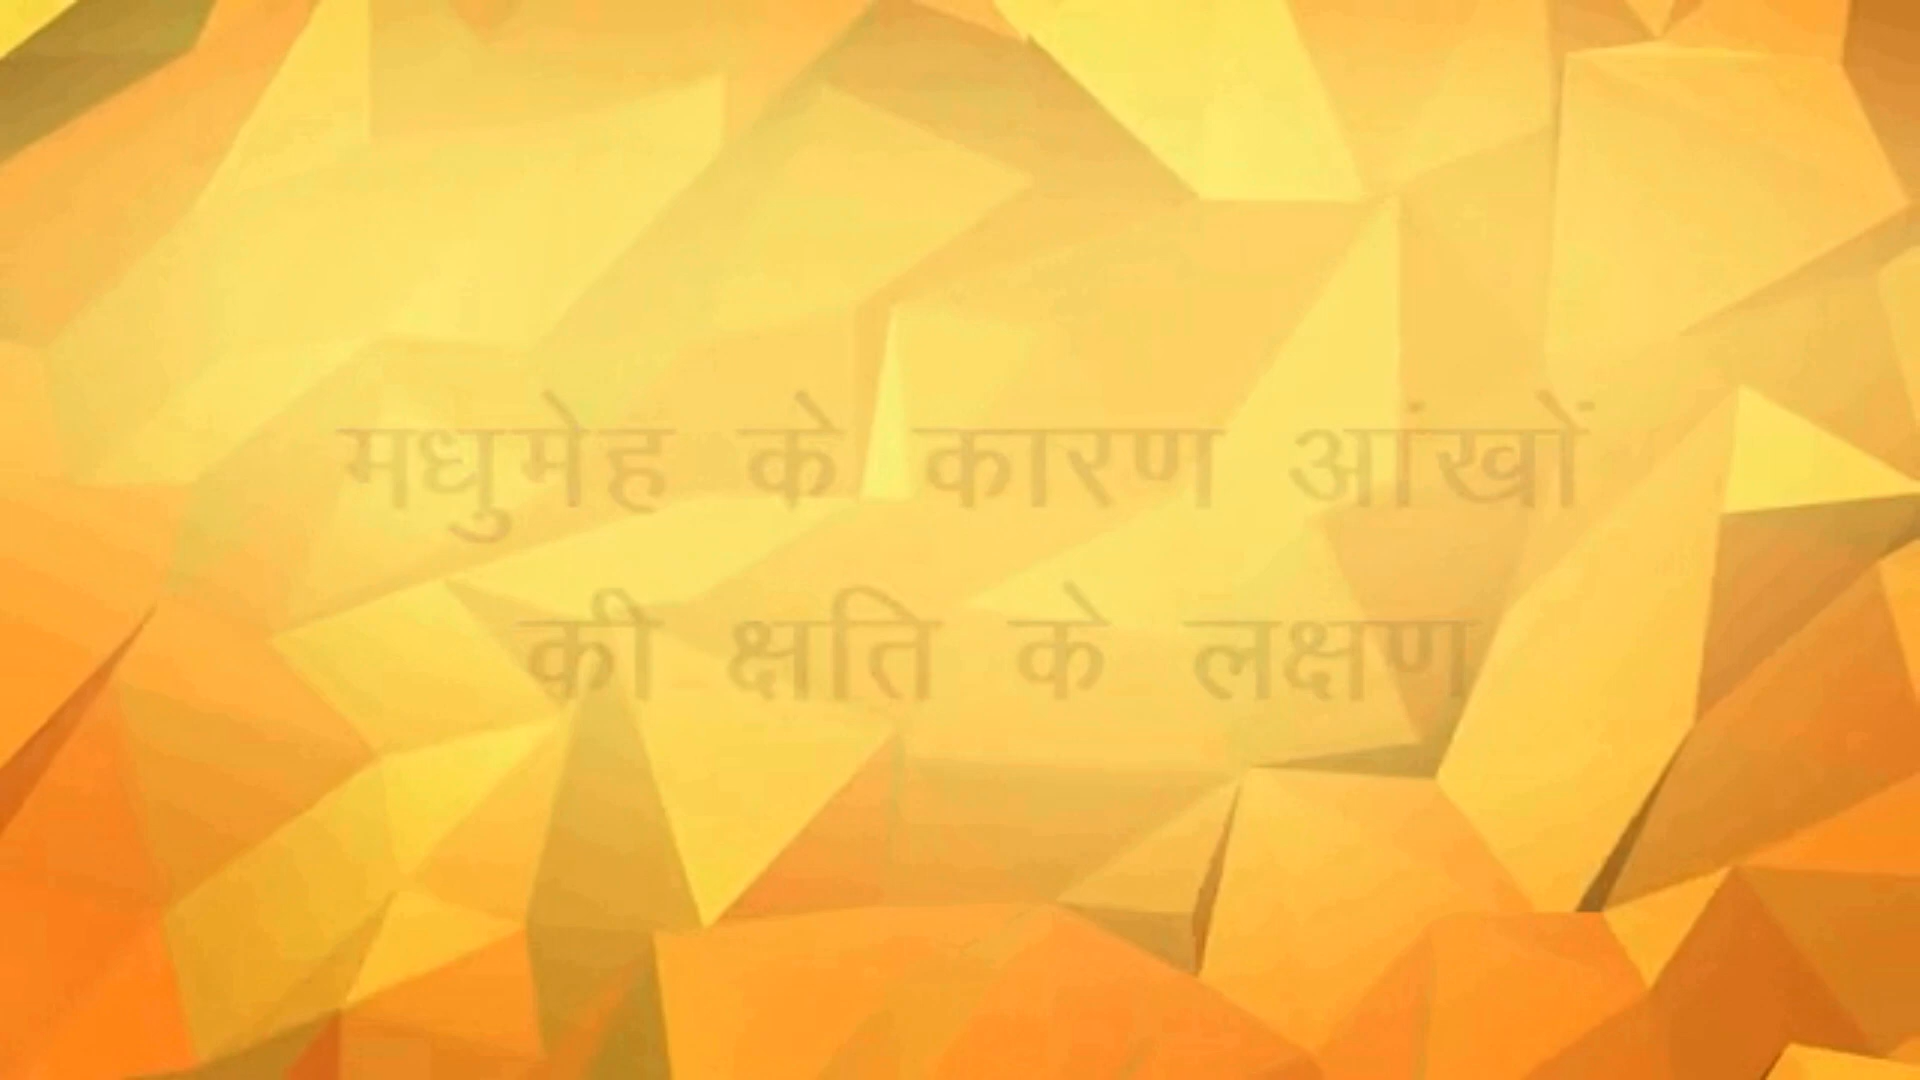 मधुमेह के कारण आंखों
की क्षति के लक्षण